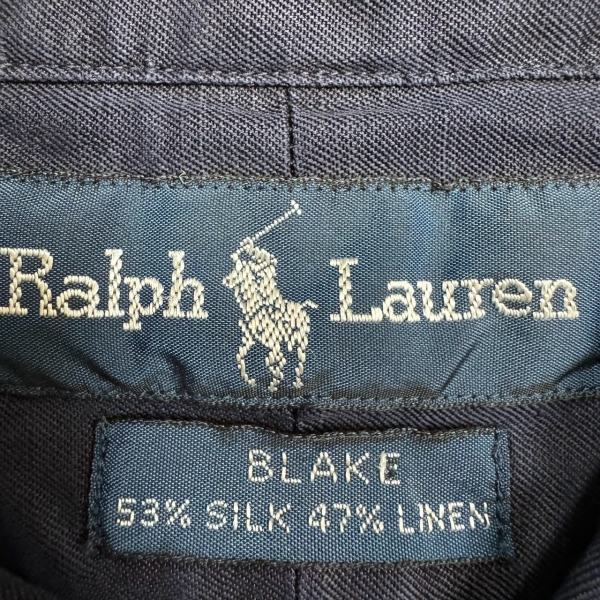 Ralph Lauren
BLAKE
53% SILK 47% LINEN